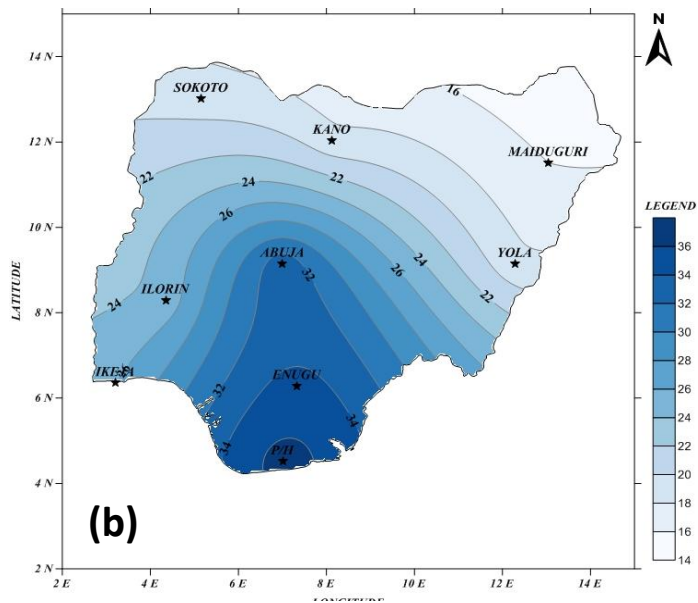 N
14 N
12 N
10 N
8 N
6 N
4 N
2 N
LATITUDE
SOKOTO
KANO
16
MAIDUGURI
22
24
22
26
ABUJA
32
24
26
YOLA
22
ILORIN
24
32
ENUGU
34
34
P/H
(b)
2 E
4 E
6 E
8 E
10 E
12 E
14 E
LONGITUDE
LEGEND
36
34
32
30
28
26
24
22
20
18
16
14